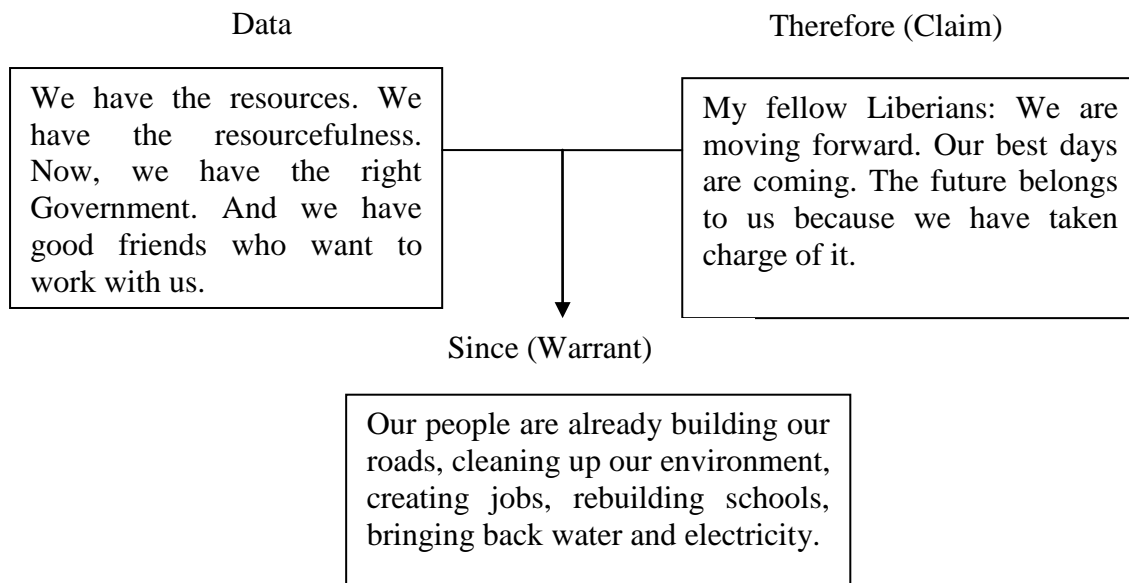 Data
Therefore (Claim)
We have the resources. We
have the resourcefulness.
Now, we have the right
Government. And we have
good friends who want to
work with us.
My fellow Liberians: We are
moving forward. Our best days
are coming. The future belongs
to us because we have taken
charge of it.
Since (Warrant)
Our people are already building our
roads, cleaning up our environment,
creating jobs, rebuilding schools,
bringing back water and electricity.